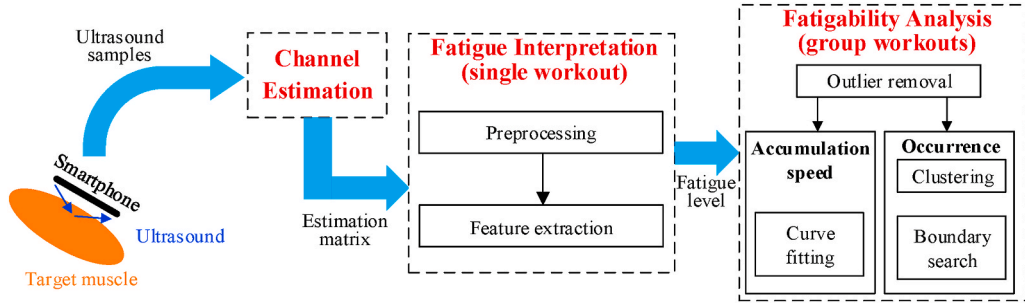 Ultrasound
samples
Smartphone
Ultrasound
Target muscle
Channel
Estimation
Estimation
matrix
Fatigue Interpretation
(single workout)
Preprocessing
Feature extraction
Fatigue
level
Fatigability Analysis
(group workouts)
Outlier removal
Accumulation
speed
Curve
fitting
Occurrence
Clustering
Boundary
search